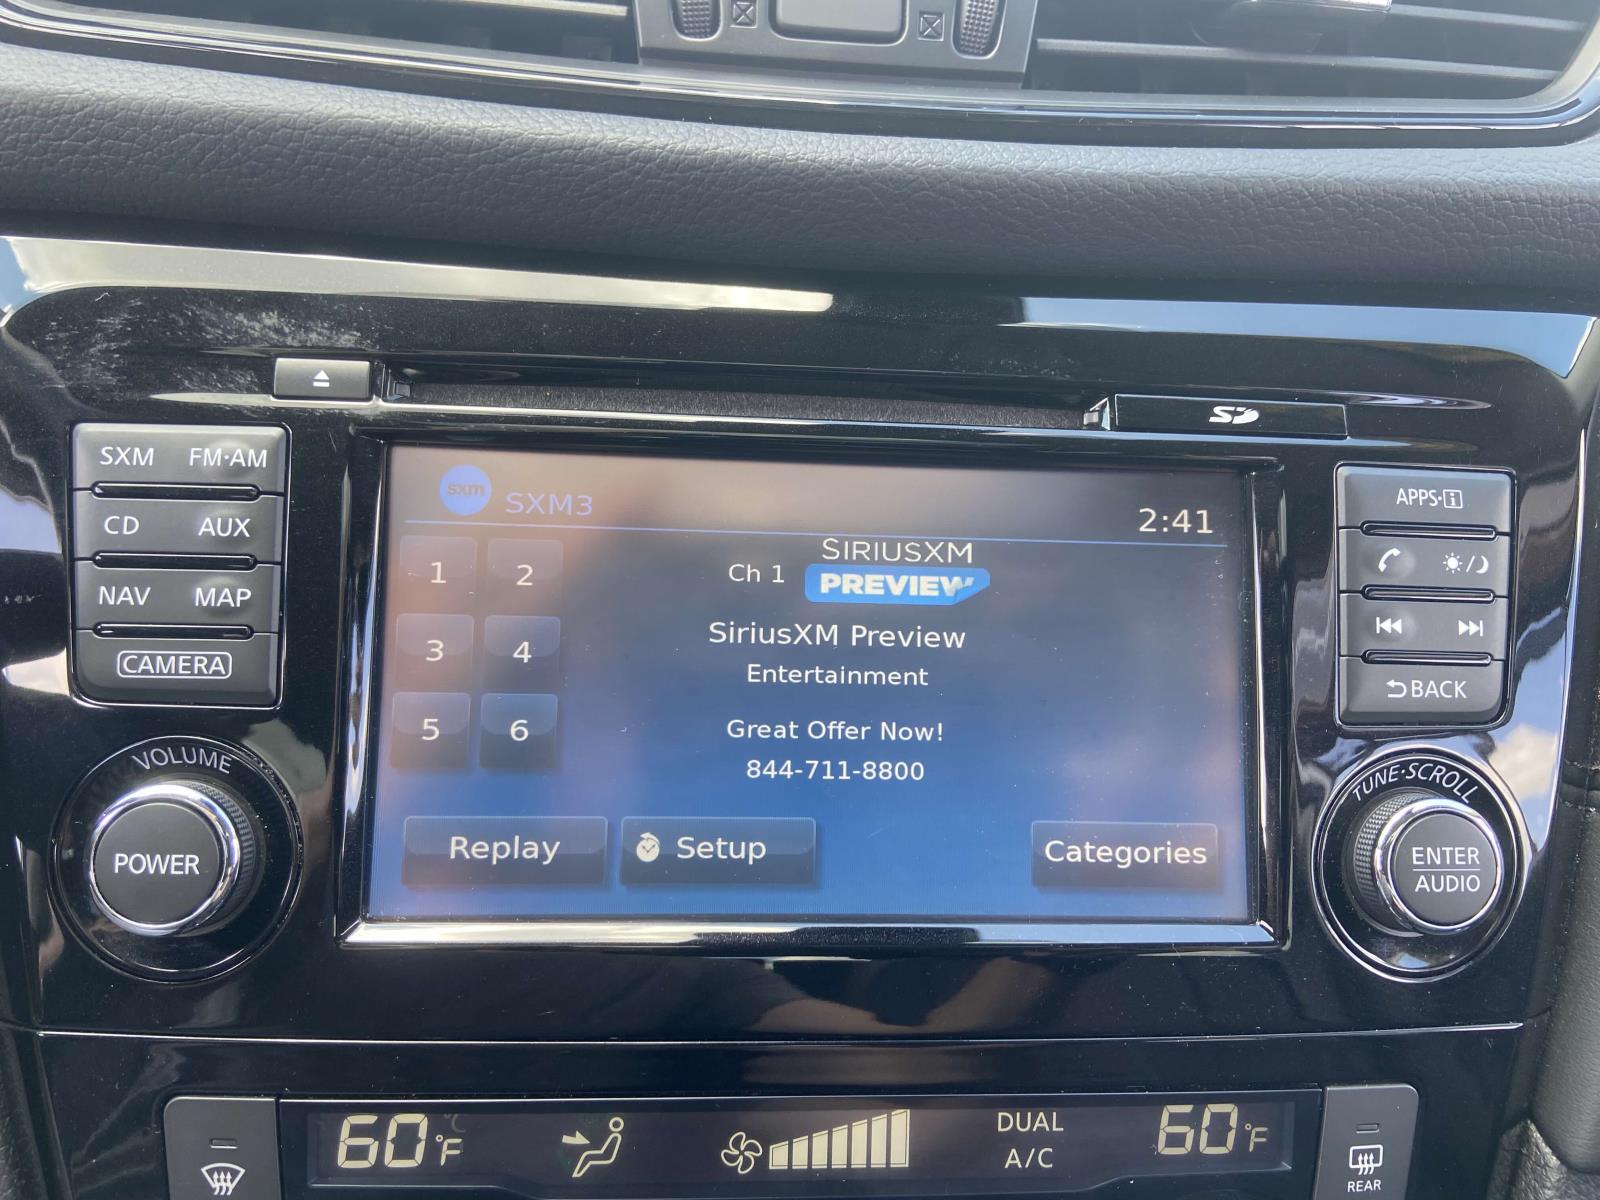 SD
SXM FM·AM
CD AUX
NAV MAP
CAMERA
VOLUME
POWER
sxm SXM3
2:41
1 2
3 4
5 6
Ch 1
SIRIUSXM
PREVIEW
SiriusXM Preview
Entertainment
Great Offer Now!
844-711-8800
Replay
Setup
Categories
APPS·i
BACK
TUNE·SCROLL
ENTER
AUDIO
60°F
DUAL
A/C
60°F
REAR